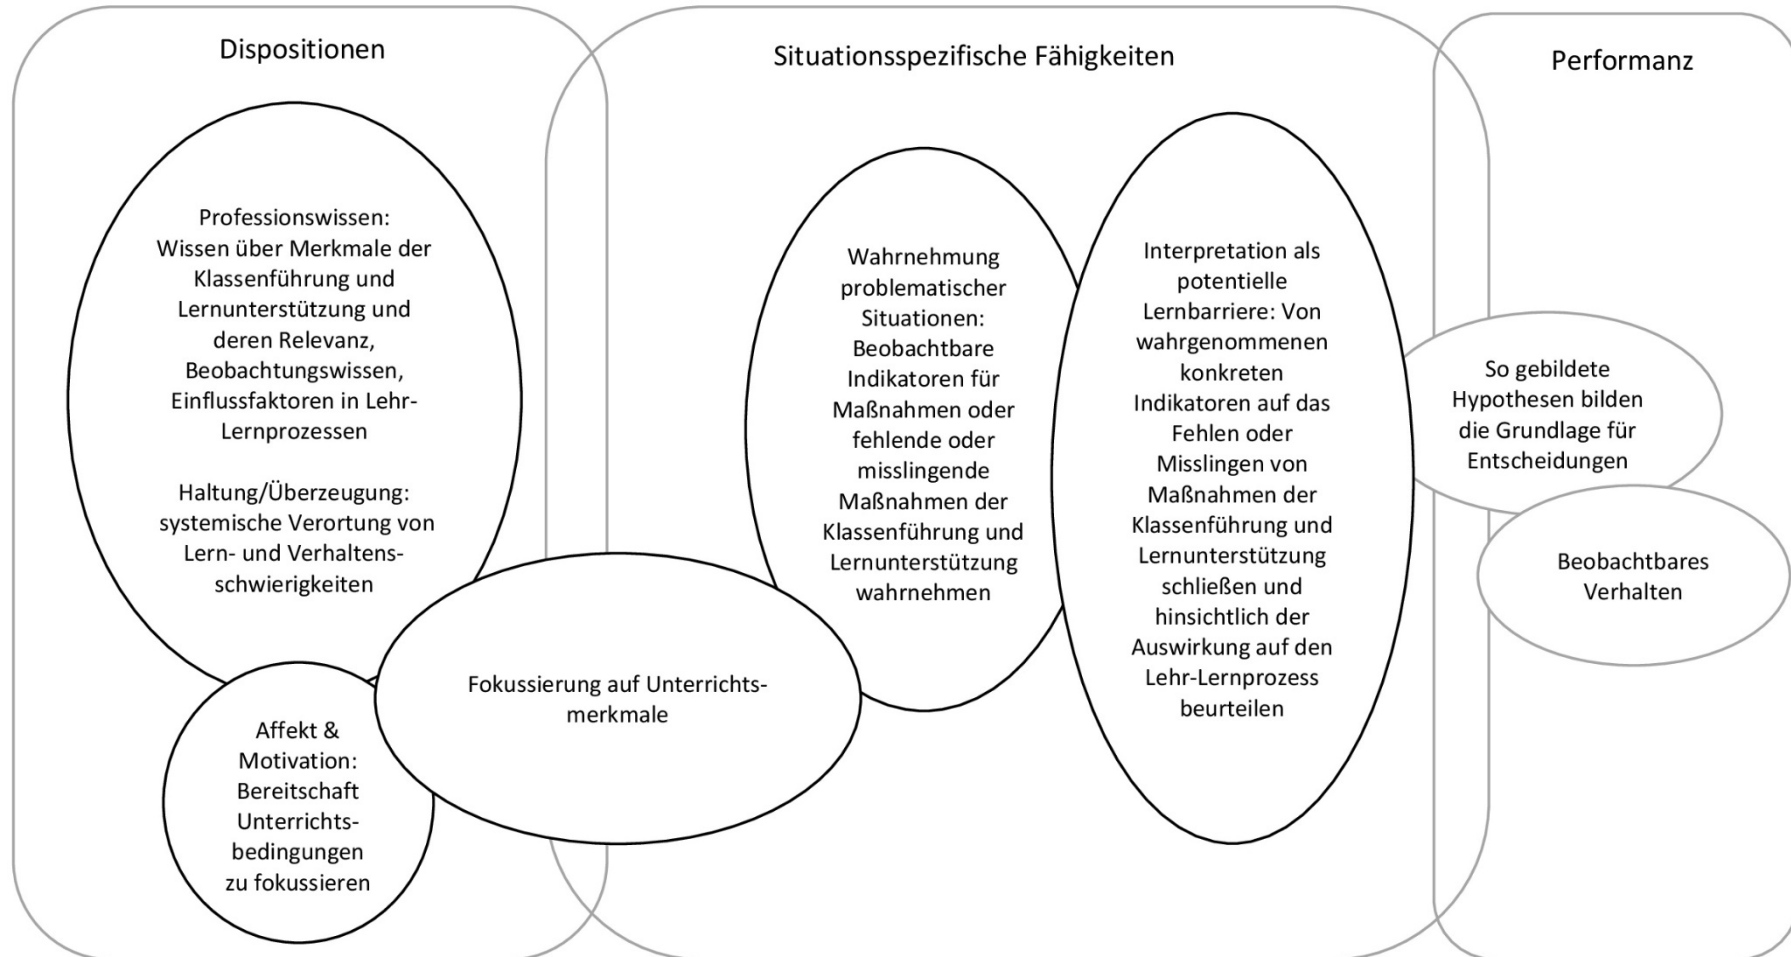 Dispositionen
Situationsspezifische Fähigkeiten
Performanz
Professionswissen:
Wissen über Merkmale der
Klassenführung und
Lernunterstützung und
deren Relevanz,
Beobachtungswissen,
Einflussfaktoren in Lehr-
Lernprozessen
Haltung/Überzeugung:
systemische Verortung von
Lern- und Verhaltens-
schwierigkeiten
Affekt &
Motivation:
Bereitschaft
Unterrichts-
bedingungen
zu fokussieren
Fokussierung auf Unterrichts-
merkmale
Wahrnehmung
problematischer
Situationen:
Beobachtbare
Indikatoren für
Maßnahmen oder
fehlende oder
misslingende
Maßnahmen der
Klassenführung und
Lernunterstützung
wahrnehmen
Interpretation als
potentielle
Lernbarriere: Von
wahrgenommenen
konkreten
Indikatoren auf das
Fehlen oder
Misslingen von
Maßnahmen der
Klassenführung und
Lernunterstützung
schließen und
hinsichtlich der
Auswirkung auf den
Lehr-Lernprozess
beurteilen
So gebildete
Hypothesen bilden
die Grundlage für
Entscheidungen
Beobachtbares
Verhalten